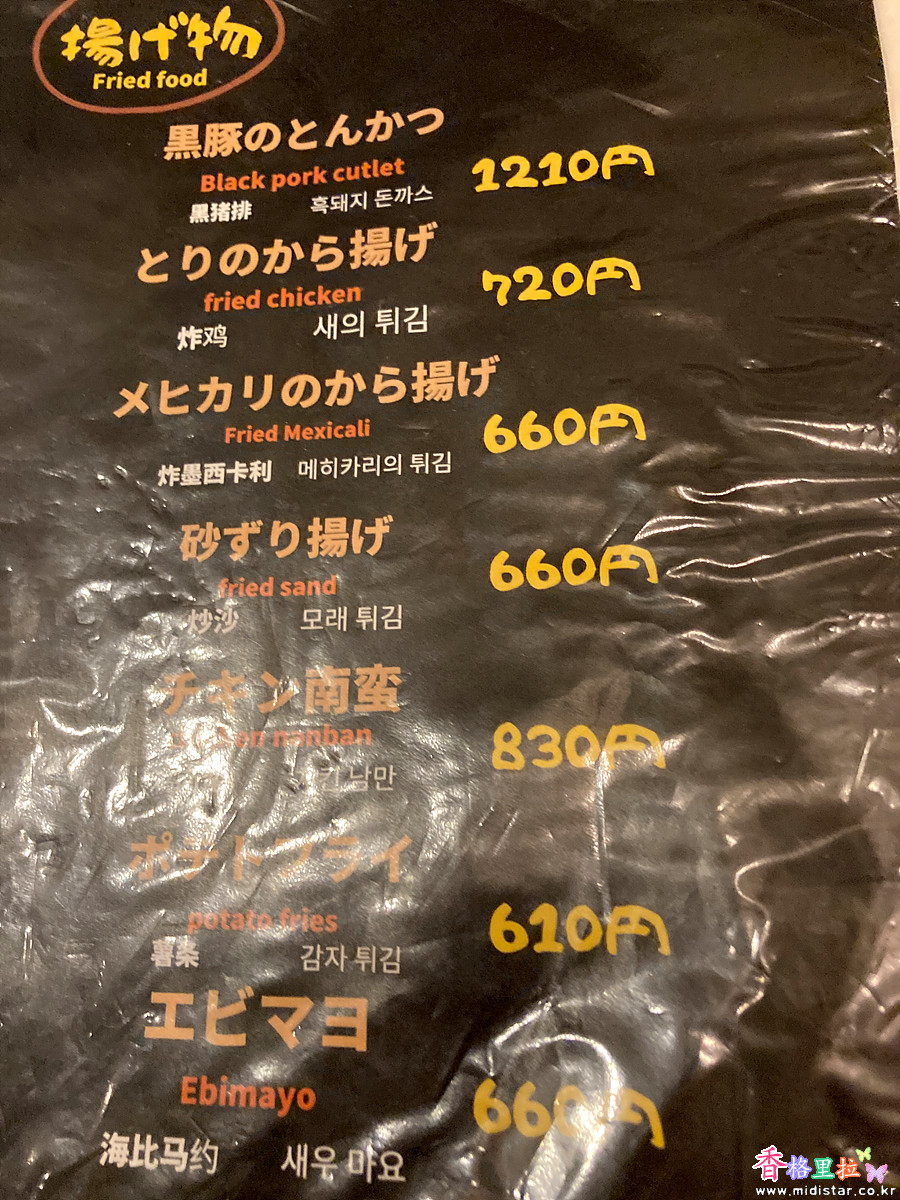 揚げ物
Fried food
黒豚のとんかつ
Black pork cutlet
1210円
黒猪排 흑돼지 돈까스
とりのから揚げ
fried chicken
720円
炸鸡 새의 튀김
メヒカリのから揚げ
Fried Mexicali
660円
炸墨西卡利 메히카리의 튀김
砂ずり揚げ
fried sand
660円
炒沙 모래 튀김
チキン南蛮
nanban
830円
남만
ポテトフライ
potato fries
610円
薯条 감자 튀김
エビマヨ
Ebimayo
660円
海比马约 새우 마요
香格里拉
www.midistar.co.kr